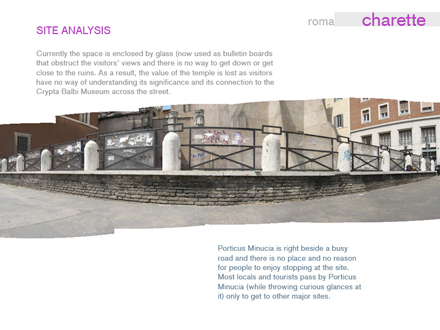 roma charette
SITE ANALYSIS
Currently the space is enclosed by glass (now used as bulletin boards
that obstruct the visitors' views and there is no way to get down or get
close to the ruins. As a result, the value of the temple is lost as visitors
have no way of understanding its significance and its connection to the
Crypta Balbi Museum across the street.
Porticus Minucia is right beside a busy
road and there is no place and no reason
for people to enjoy stopping at the site.
Most locals and tourists pass by Porticus
Minucia (while throwing curious glances at
it) only to get to other major sites.